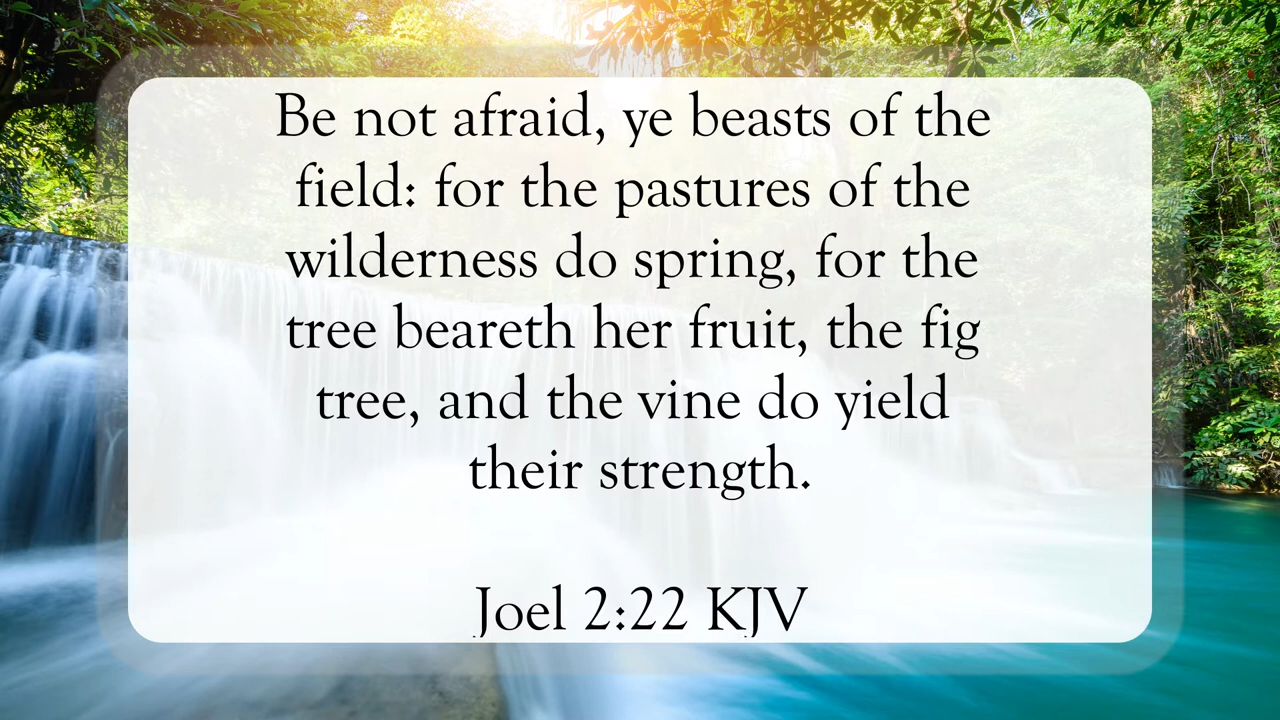 Be not afraid, ye beasts of the
field: for the pastures of the
wilderness do spring, for the
tree beareth her fruit, the fig
tree, and the vine do yield
their strength.
Joel 2:22 KJV